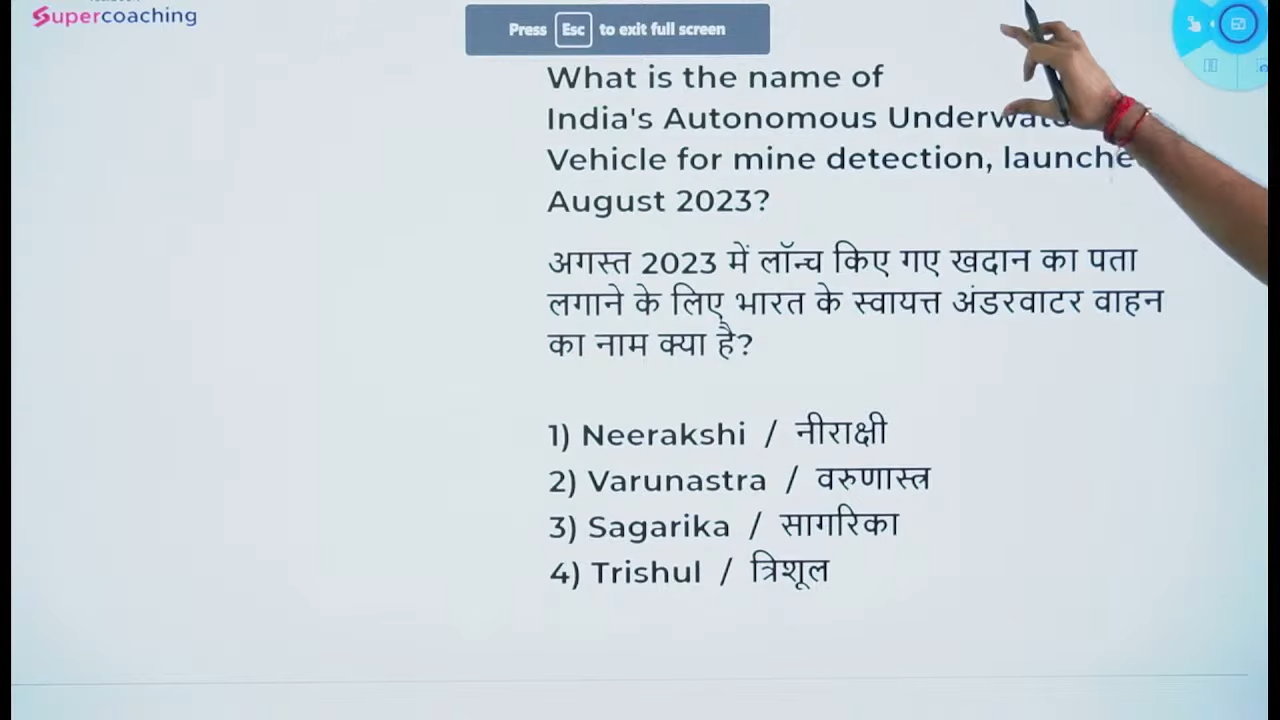 Supercoaching
Press Esc to exit full screen
What is the name of
India's Autonomous
Vehicle for mine detection,
August 2023?
अगस्त 2023 में लॉन्च किए गए खदान का पता
लगाने के लिए भारत के स्वायत्त अंडरवाटर वाहन
का नाम क्या है?
1) Neerakshi / नीराक्षी
2) Varunastra / वरुणास्त्र
3) Sagarika / सागरिका
4) Trishul / त्रिशूल